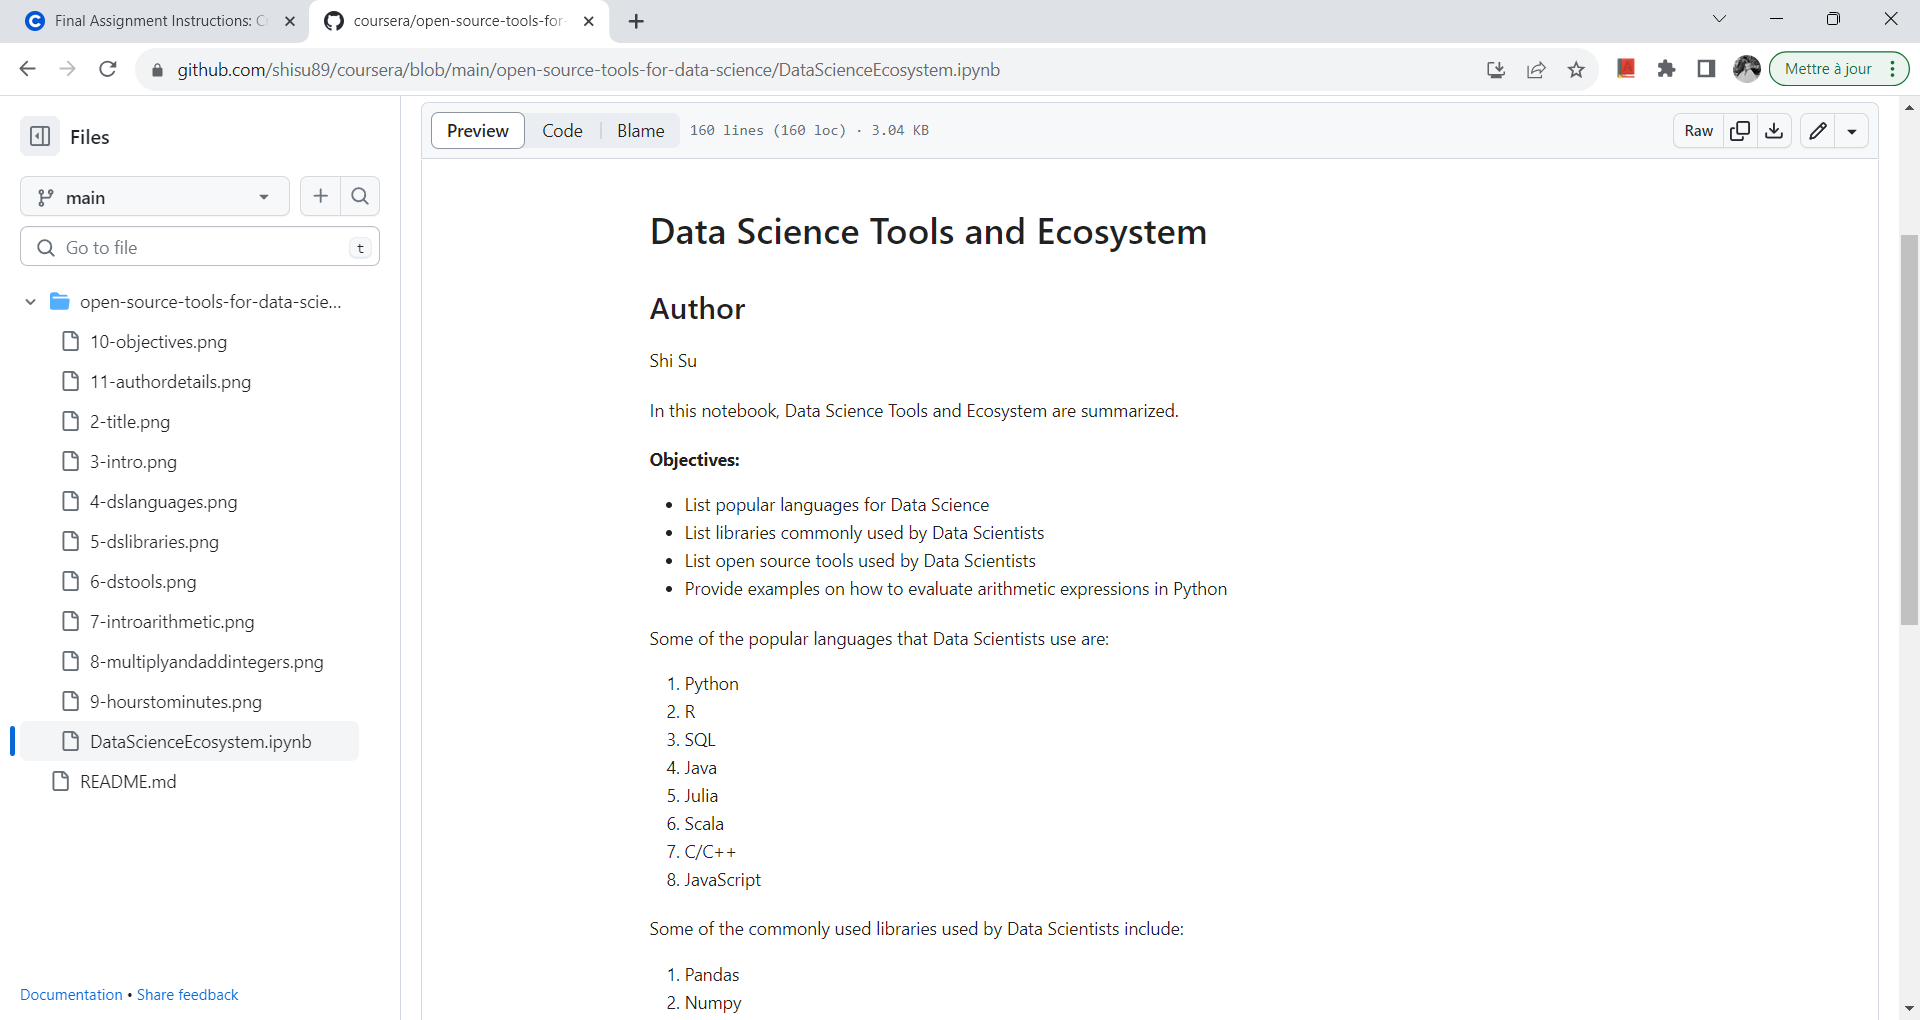 Final Assignment Instructions: C
coursera/open-source-tools-for-
github.com/shisu89/coursera/blob/main/open-source-tools-for-data-science/DataScienceEcosystem.ipynb
Mettre à jour
Files
main
Go to file
t
open-source-tools-for-data-scie...
10-objectives.png
11-authordetails.png
2-title.png
3-intro.png
4-dslanguages.png
5-dslibraries.png
6-dstools.png
7-introarithmetic.png
8-multiplyandaddintegers.png
9-hourstominutes.png
DataScienceEcosystem.ipynb
README.md
Documentation • Share feedback
Preview Code Blame 160 lines (160 loc) · 3.04 KB Raw
Data Science Tools and Ecosystem
Author
Shi Su
In this notebook, Data Science Tools and Ecosystem are summarized.
Objectives:
• List popular languages for Data Science
• List libraries commonly used by Data Scientists
• List open source tools used by Data Scientists
• Provide examples on how to evaluate arithmetic expressions in Python
Some of the popular languages that Data Scientists use are:
1. Python
2. R
3. SQL
4. Java
5. Julia
6. Scala
7. C/C++
8. JavaScript
Some of the commonly used libraries used by Data Scientists include:
1. Pandas
2. Numpy